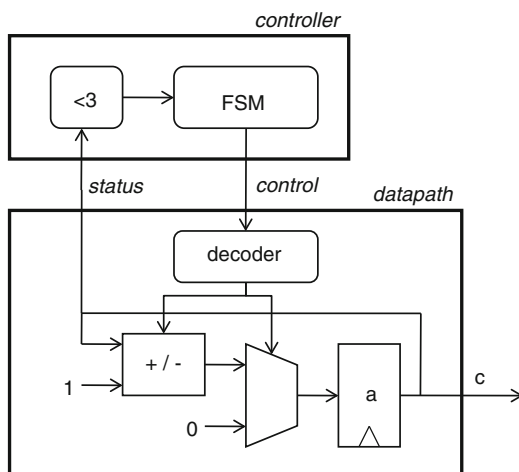 controller
<3
FSM
status
control
datapath
decoder
+ / -
1
0
a
c